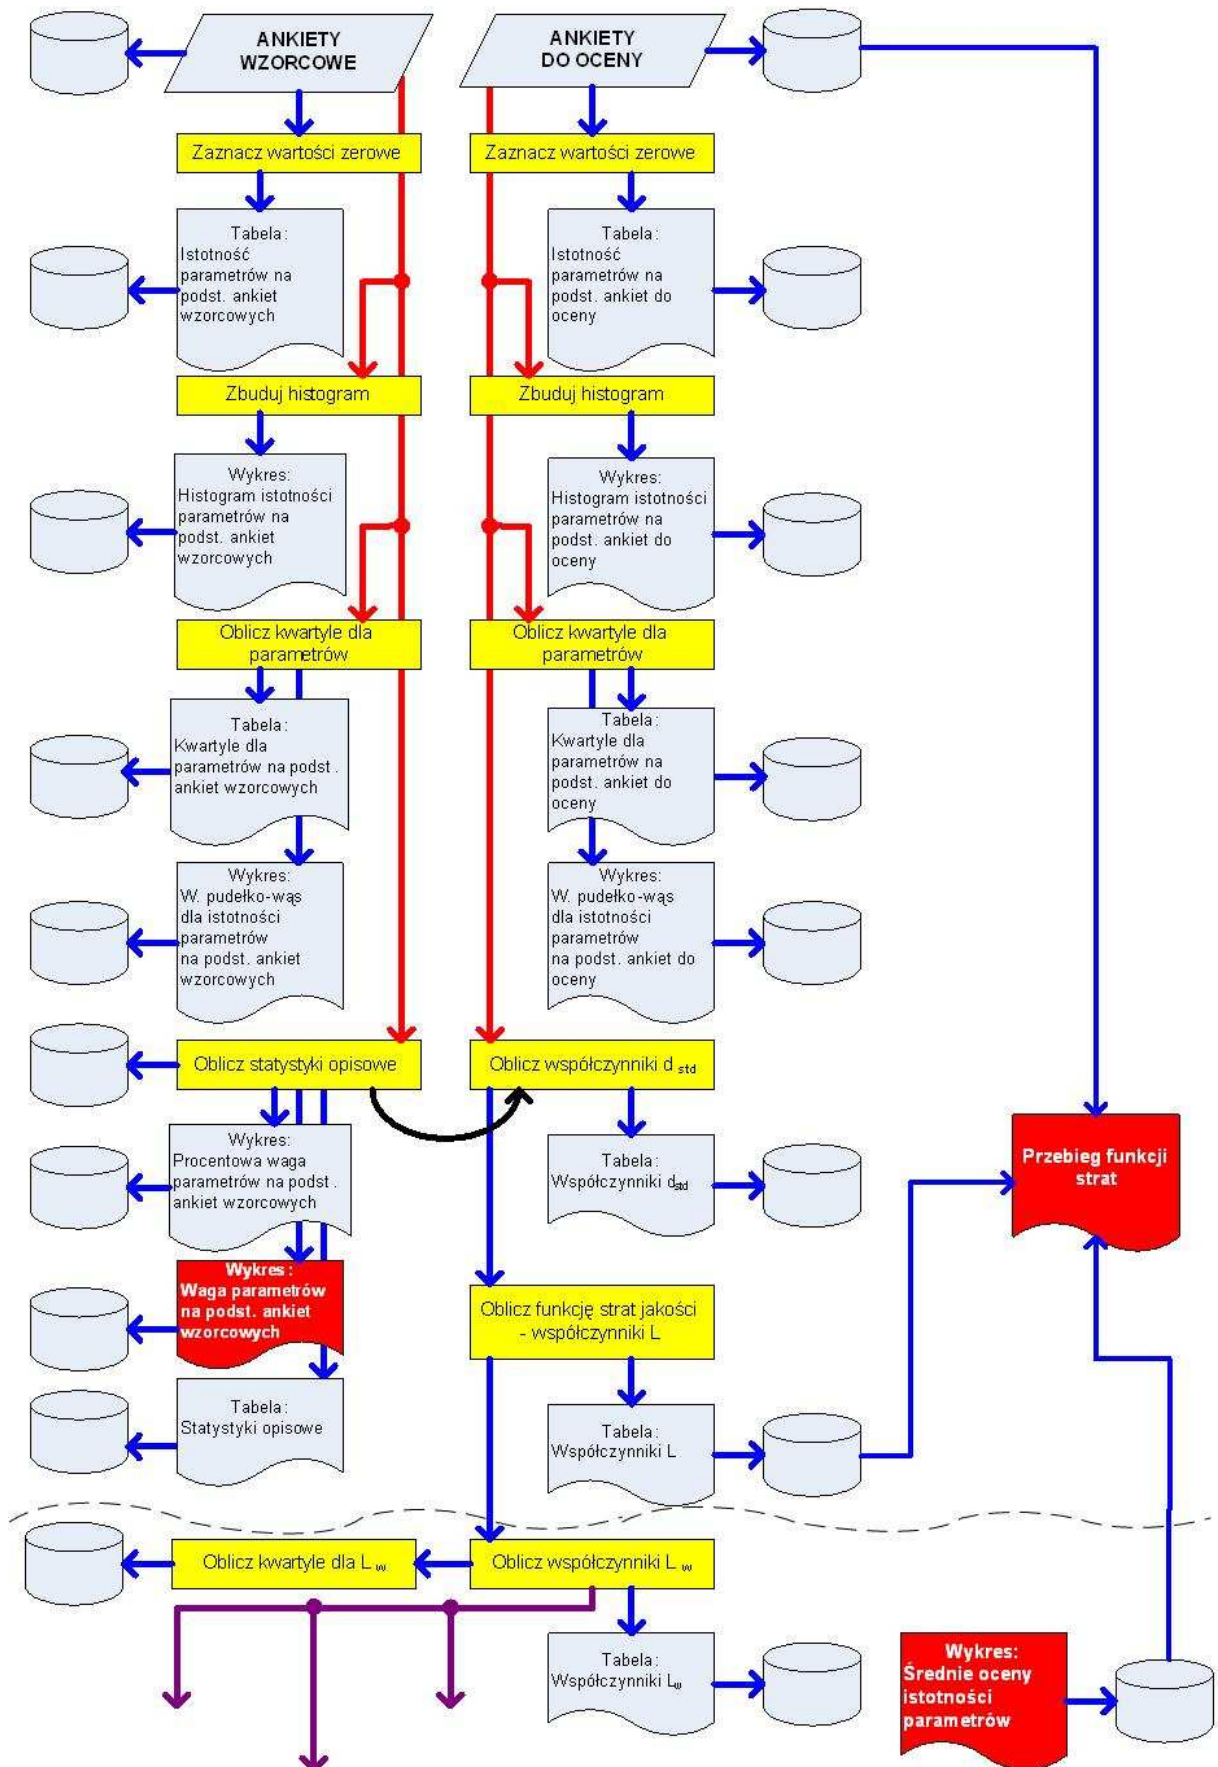 ANKIETY
WZORCOWE
ANKIETY
DO OCENY
Zaznacz wartości zerowe
Zaznacz wartości zerowe
Tabela:
Istotność
parametrów na
podst. ankiet
wzorcowych
Tabela:
Istotność
parametrów na
podst. ankiet do
oceny
Zbuduj histogram
Zbuduj histogram
Wykres:
Histogram istotności
parametrów na
podst. ankiet
wzorcowych
Wykres:
Histogram istotności
parametrów na
podst. ankiet do
oceny
Oblicz kwartyle dla
parametrów
Oblicz kwartyle dla
parametrów
Tabela:
Kwartyle dla
parametrów na podst.
ankiet wzorcowych
Tabela:
Kwartyle dla
parametrów na
podst. ankiet do
oceny
Wykres:
W. pudełko-wąs
dla istotności
parametrów
na podst. ankiet
wzorcowych
Wykres:
W. pudełko-wąs
dla istotności
parametrów
na podst. ankiet do
oceny
Oblicz statystyki opisowe
Oblicz współczynniki d std
Wykres:
Procentowa waga
parametrów na podst.
ankiet wzorcowych
Tabela:
Współczynniki dstd
Przebieg funkcji
strat
Wykres:
Waga parametrów
na podst. ankiet
wzorcowych
Oblicz funkcję strat jakości
- współczynniki L
Tabela:
Statystyki opisowe
Tabela:
Współczynniki L
Oblicz kwartyle dla L w
Oblicz współczynniki L w
Tabela:
Współczynniki Lw
Wykres:
Średnie oceny
istotności
parametrów